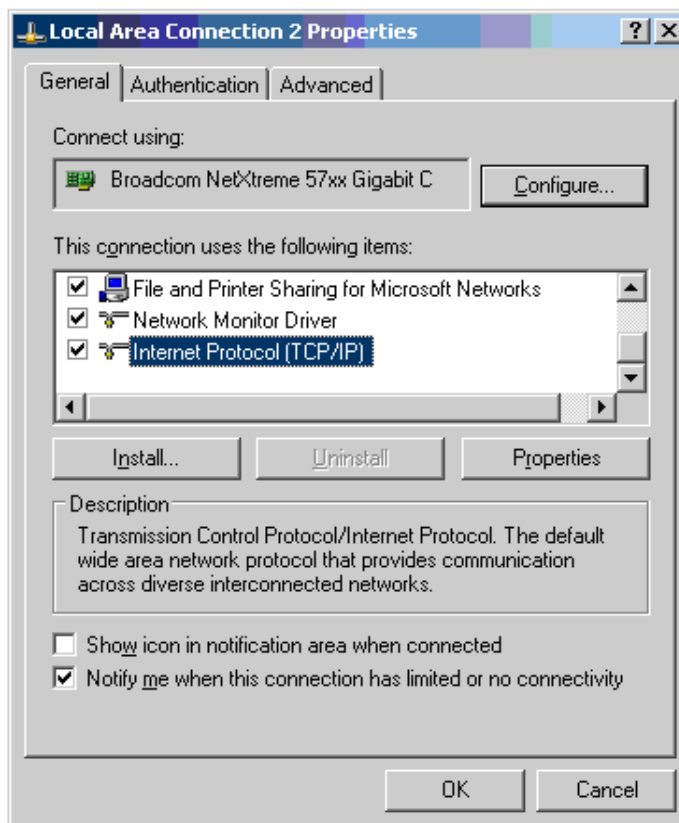 Local Area Connection 2 Properties
General
Authentication
Advanced
Connect using:
Broadcom NetXtreme 57xx Gigabit C
Configure...
This connection uses the following items:
File and Printer Sharing for Microsoft Networks
Network Monitor Driver
Internet Protocol (TCP/IP)
Install...
Uninstall
Properties
Description
Transmission Control Protocol/Internet Protocol. The default
wide area network protocol that provides communication
across diverse interconnected networks.
Show icon in notification area when connected
Notify me when this connection has limited or no connectivity
OK
Cancel